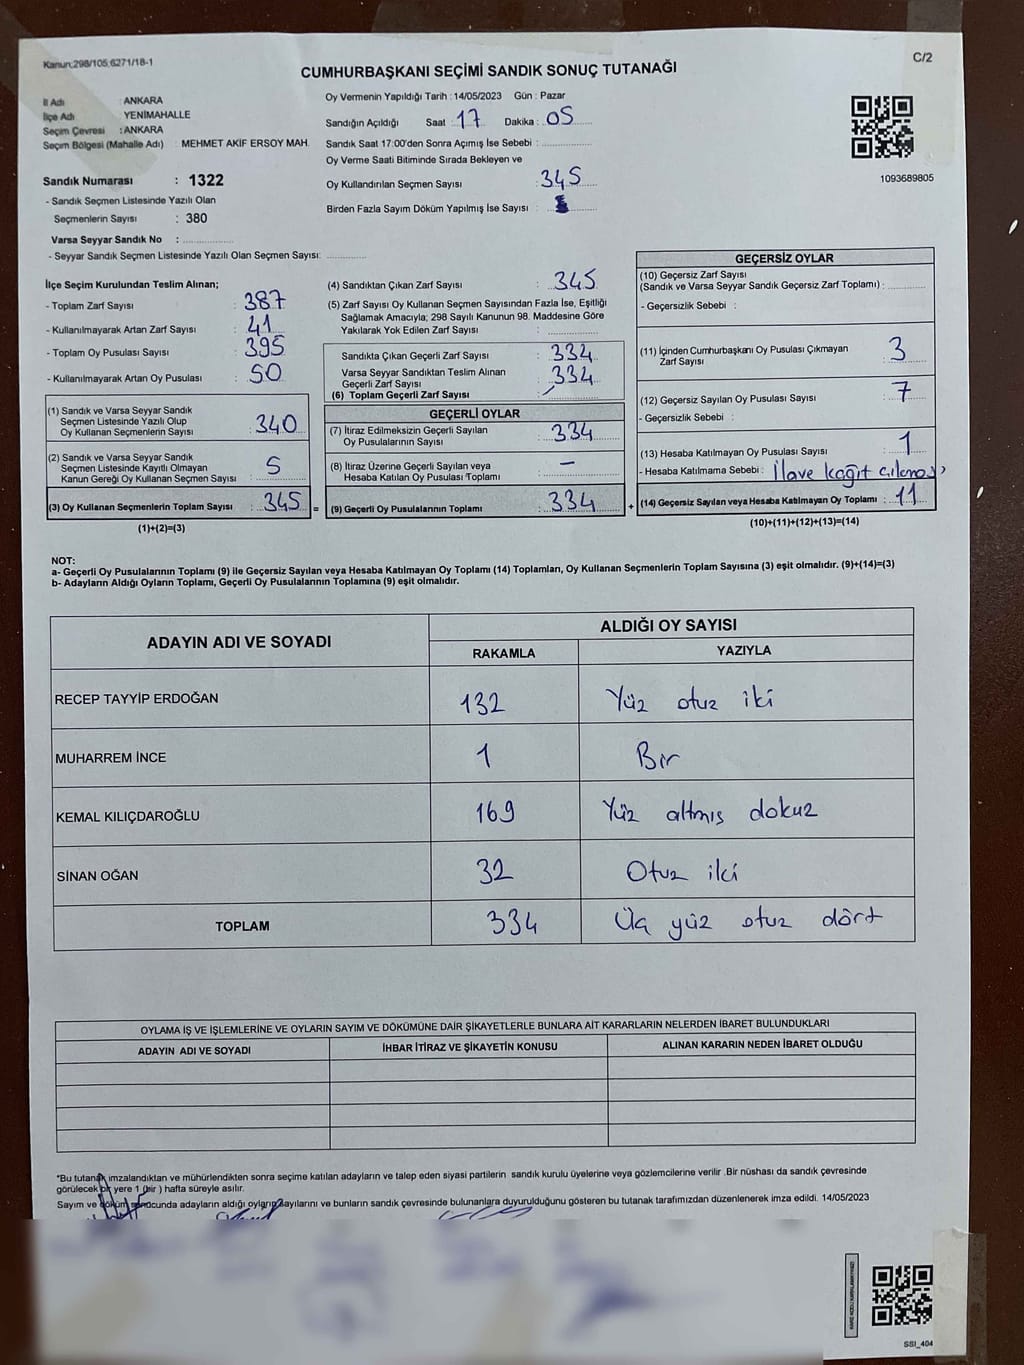 Kanun;298/105;6271/18-1
C/2
CUMHURBAŞKANI SEÇİMİ SANDIK SONUÇ TUTANAĞI
İl Adı : ANKARA
İlçe Adı YENİMAHALLE
Seçim Çevresi : ANKARA
Seçim Bölgesi (Mahalle Adı) : MEHMET AKİF ERSOY MAH.
Sandık Numarası : 1322
- Sandık Seçmen Listesinde Yazılı Olan
Seçmenlerin Sayısı : 380
Varsa Seyyar Sandık No :
- Seyyar Sandık Seçmen Listesinde Yazılı Olan Seçmen Sayısı:
Oy Vermenin Yapıldığı Tarih : 14/05/2023 Gün : Pazar
Sandığın Açıldığı Saat : 17 Dakika : 05
Sandık Saat 17:00'den Sonra Açımış İse Sebebi :
Oy Verme Saati Bitiminde Sırada Bekleyen ve
Oy Kullandırılan Seçmen Sayısı : 345
Birden Fazla Sayım Döküm Yapılmış İse Sayısı :
1093689805
İlçe Seçim Kurulundan Teslim Alınan;
- Toplam Zarf Sayısı : 387
- Kullanılmayarak Artan Zarf Sayısı : 41
- Toplam Oy Pusulası Sayısı : 395
- Kullanılmayarak Artan Oy Pusulası : 50
(1) Sandık ve Varsa Seyyar Sandık
Seçmen Listesinde Yazılı Olup
Oy Kullanan Seçmenlerin Sayısı : 340
(2) Sandık ve Varsa Seyyar Sandık
Seçmen Listesinde Kayıtlı Olmayan
Kanun Gereği Oy Kullanan Seçmen Sayısı : 5
(3) Oy Kullanan Seçmenlerin Toplam Sayısı : 345 =
(1)+(2)=(3)
(4) Sandıktan Çıkan Zarf Sayısı : 345
(5) Zarf Sayısı Oy Kullanan Seçmen Sayısından Fazla İse, Eşitliği
Sağlamak Amacıyla; 298 Sayılı Kanunun 98. Maddesine Göre
Yakılarak Yok Edilen Zarf Sayısı :
Sandıkta Çıkan Geçerli Zarf Sayısı : 334
Varsa Seyyar Sandıktan Teslim Alınan
Geçerli Zarf Sayısı : 334
(6) Toplam Geçerli Zarf Sayısı :
GEÇERLİ OYLAR
(7) İtiraz Edilmeksizin Geçerli Sayılan
Oy Pusulalarının Sayısı : 334
(8) İtiraz Üzerine Geçerli Sayılan veya
Hesaba Katılan Oy Pusulası Toplamı : –
(9) Geçerli Oy Pusulalarının Toplamı : 334 +
GEÇERSİZ OYLAR
(10) Geçersiz Zarf Sayısı
(Sandık ve Varsa Seyyar Sandık Geçersiz Zarf Toplamı) :
- Geçersizlik Sebebi :
(11) İçinden Cumhurbaşkanı Oy Pusulası Çıkmayan
Zarf Sayısı : 3
(12) Geçersiz Sayılan Oy Pusulası Sayısı : 7
- Geçersizlik Sebebi :
(13) Hesaba Katılmayan Oy Pusulası Sayısı : 1
- Hesaba Katılmama Sebebi : İlave kağıt
(14) Geçersiz Sayılan veya Hesaba Katılmayan Oy Toplamı : 11
(10)+(11)+(12)+(13)=(14)
NOT:
a- Geçerli Oy Pusulalarının Toplamı (9) ile Geçersiz Sayılan veya Hesaba Katılmayan Oy Toplamı (14) Toplamları, Oy Kullanan Seçmenlerin Toplam Sayısına (3) eşit olmalıdır. (9)+(14)=(3)
b- Adayların Aldığı Oyların Toplamı, Geçerli Oy Pusulalarının Toplamına (9) eşit olmalıdır.
ADAYIN ADI VE SOYADI
ALDIĞI OY SAYISI
RAKAMLA YAZIYLA
RECEP TAYYİP ERDOĞAN 132 Yüz otuz iki
MUHARREM İNCE 1 Bir
KEMAL KILIÇDAROĞLU 169 Yüz altmış dokuz
SİNAN OĞAN 32 Otuz iki
TOPLAM 334 Üç yüz otuz dört
OYLAMA İŞ VE İŞLEMLERİNE VE OYLARIN SAYIM VE DÖKÜMÜNE DAİR ŞİKAYETLERLE BUNLARA AİT KARARLARIN NELERDEN İBARET BULUNDUKLARI
ADAYIN ADI VE SOYADI İHBAR İTİRAZ VE ŞİKAYETİN KONUSU ALINAN KARARIN NEDEN İBARET OLDUĞU
*Bu tutanak imzalandıktan ve mühürlendikten sonra seçime katılan adayların ve talep eden siyasi partilerin sandık kurulu üyelerine veya gözlemcilerine verilir .Bir nüshası da sandık çevresinde
görülecek bir yere 1 (bir) hafta süreyle asılır.
Sayım ve döküm sonucunda adayların aldığı oyların sayılarını ve bunların sandık çevresinde bulunanlara duyurulduğunu gösteren bu tutanak tarafımızdan düzenlenerek imza edildi. 14/05/2023
SSI_404